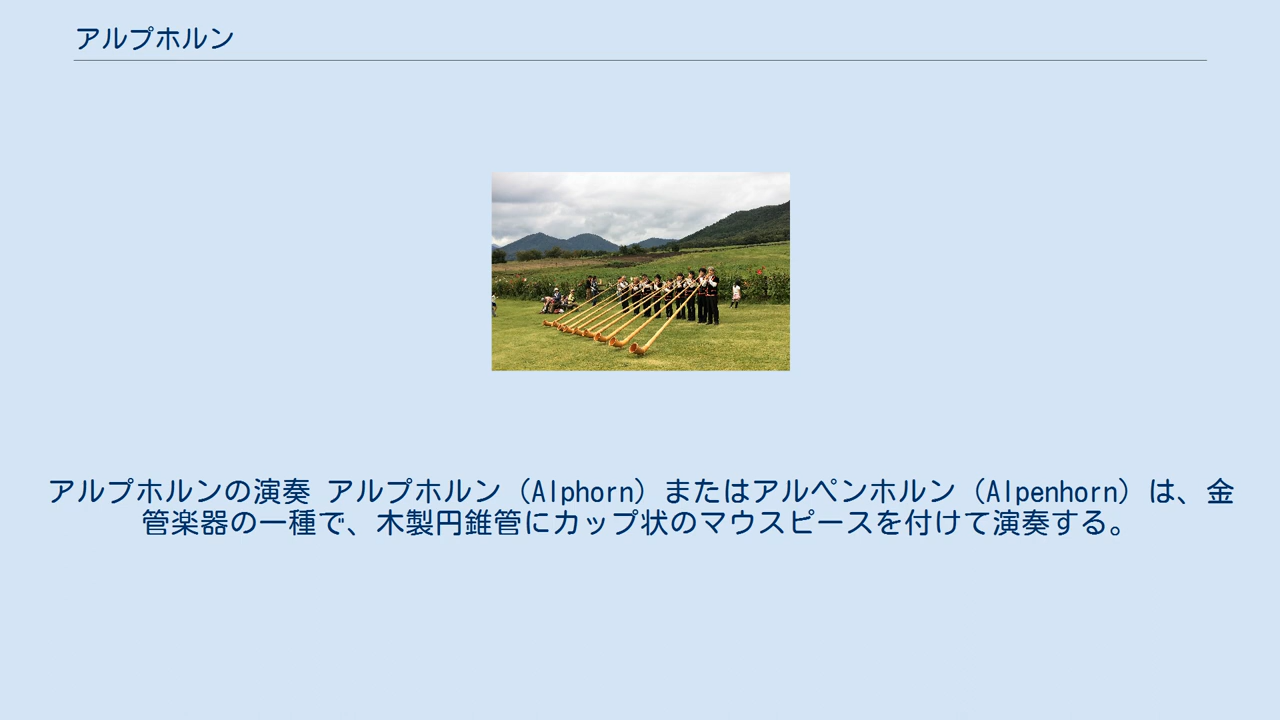 アルプホルン
アルプホルンの演奏 アルプホルン（Alphorn）またはアルペンホルン（Alpenhorn）は、金
管楽器の一種で、木製円錐管にカップ状のマウスピースを付けて演奏する。